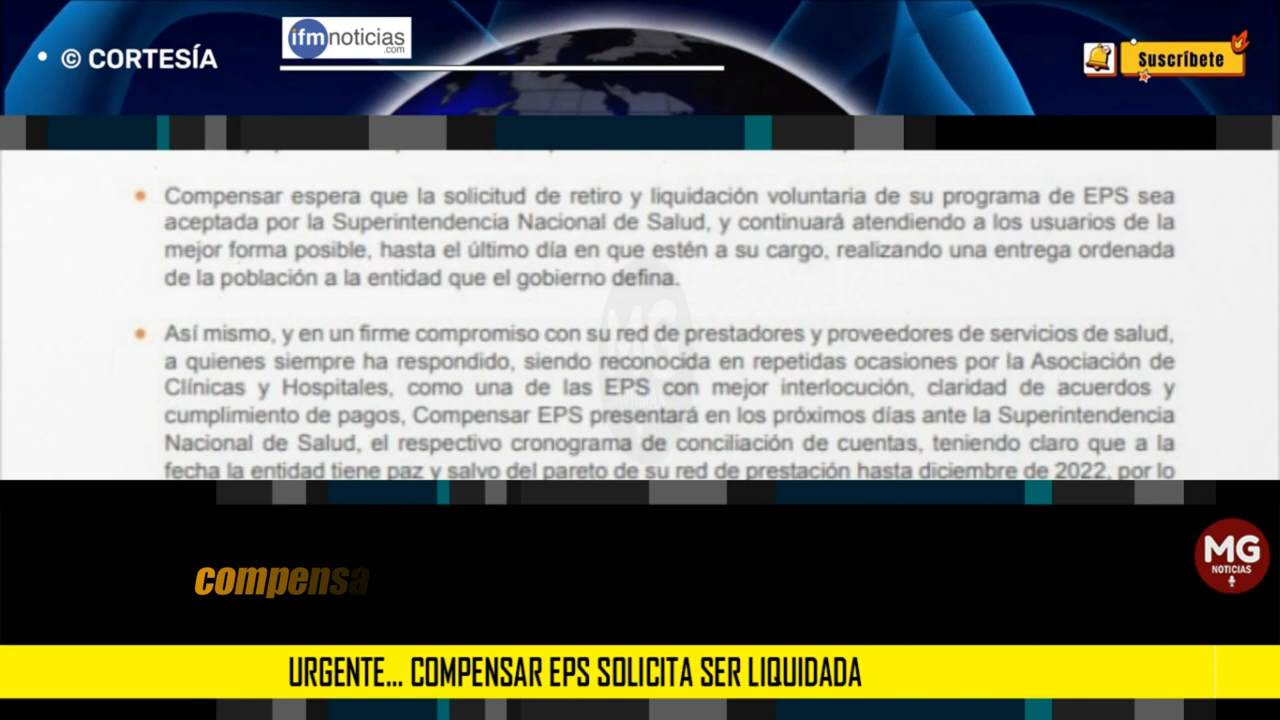 © CORTESÍA
ifmnoticias
.com
Suscríbete
Compensar espera que la solicitud de retiro y liquidación voluntaria de su programa de EPS sea
aceptada por la Superintendencia Nacional de Salud, y continuará atendiendo a los usuarios de la
mejor forma posible, hasta el último día en que estén a su cargo, realizando una entrega ordenada
de la población a la entidad que el gobierno defina.
Así mismo, y en un firme compromiso con su red de prestadores y proveedores de servicios de salud,
a quienes siempre ha respondido, siendo reconocida en repetidas ocasiones por la Asociación de
Clínicas y Hospitales, como una de las EPS con mejor interlocución, claridad de acuerdos y
cumplimiento de pagos, Compensar EPS presentará en los próximos días ante la Superintendencia
Nacional de Salud, el respectivo cronograma de conciliación de cuentas, teniendo claro que a la
fecha la entidad tiene paz y salvo del pareto de su red de prestación hasta diciembre de 2022, por lo
compensa
MG
NOTICIAS
URGENTE... COMPENSAR EPS SOLICITA SER LIQUIDADA